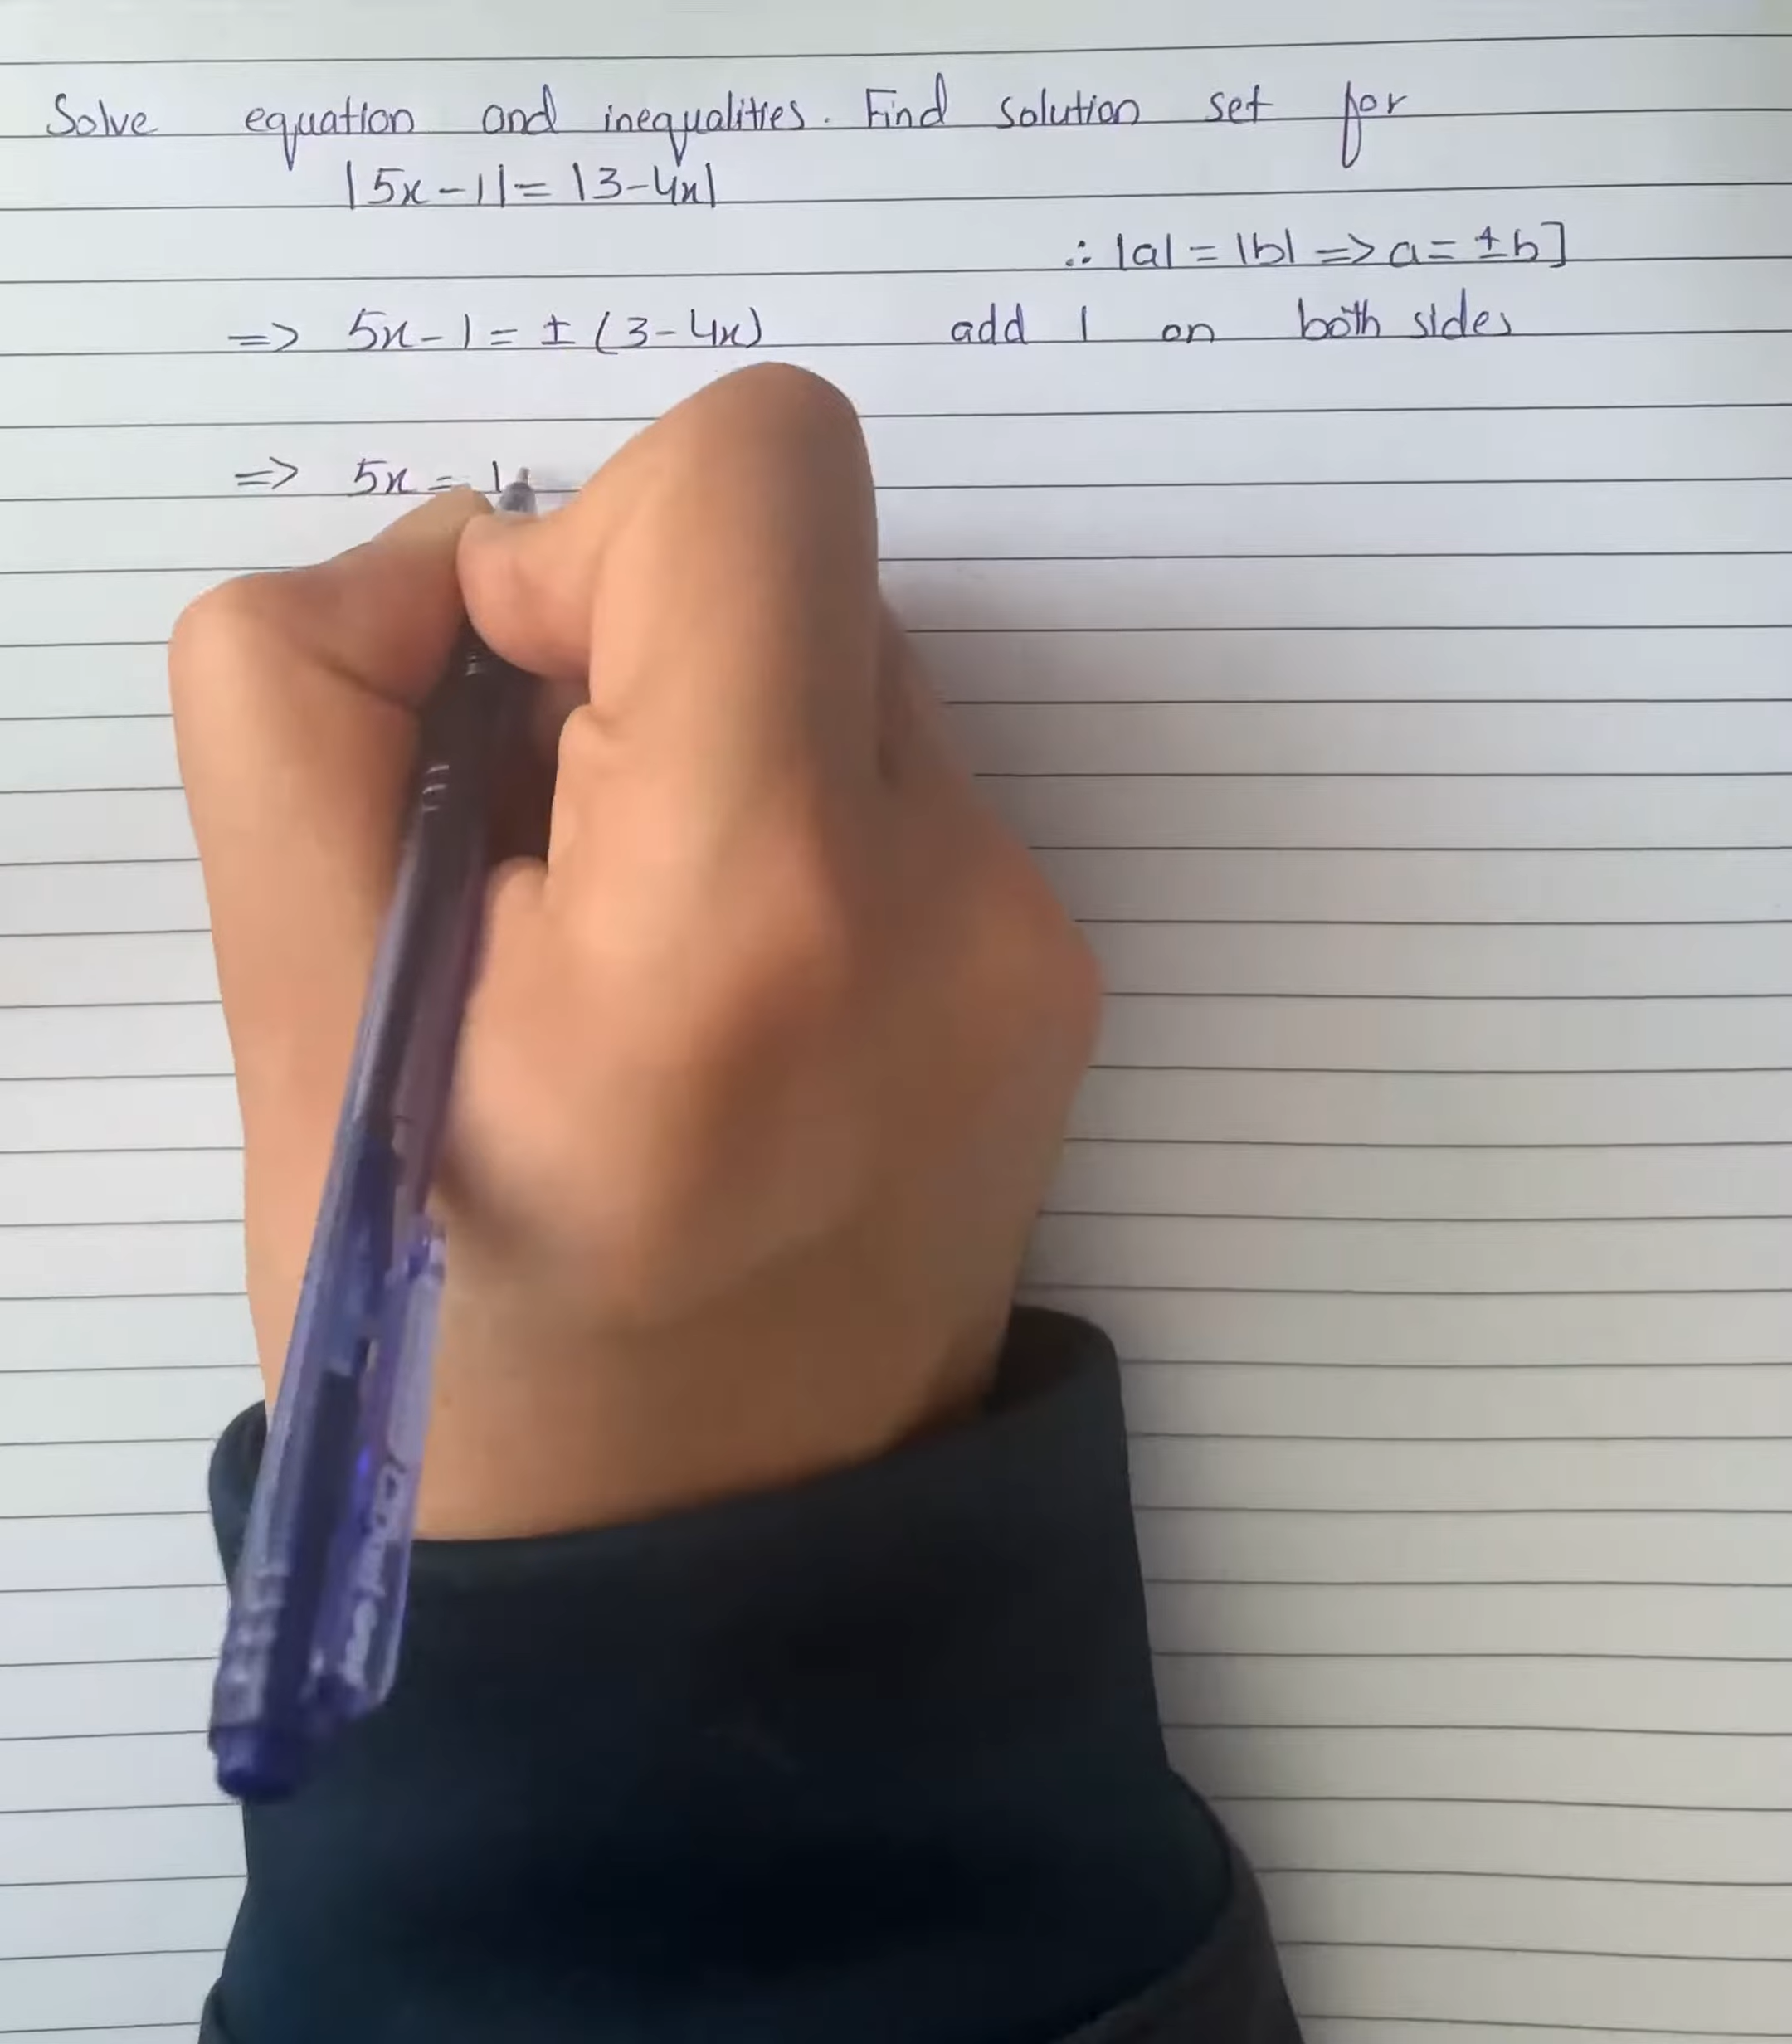 Solve equation and inequalities. Find solution set for
|5x-1| = |3-4x|
∴ |a| = |b| => a = ±b]
=> 5x-1 = ± (3-4x) add 1 on both sides
=> 5x = 1